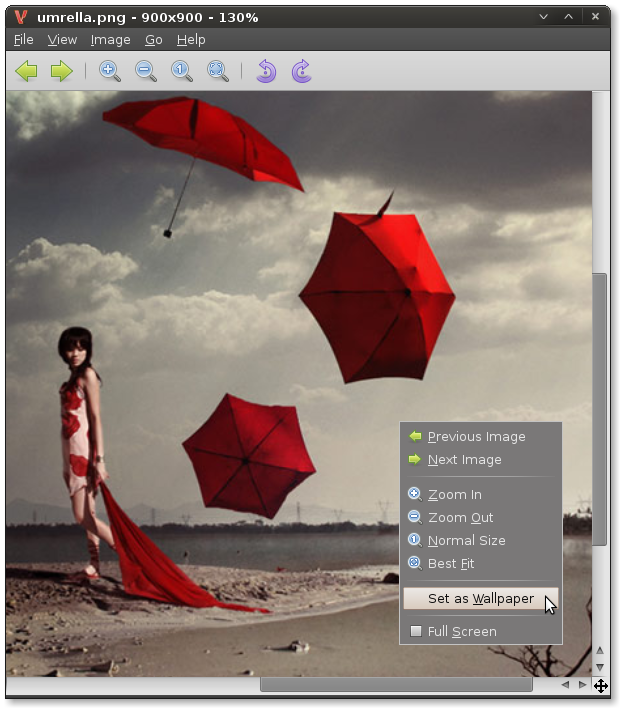 umrella.png - 900x900 - 130%
File View Image Go Help
Previous Image
Next Image
Zoom In
Zoom Out
Normal Size
Best Fit
Set as Wallpaper
Full Screen